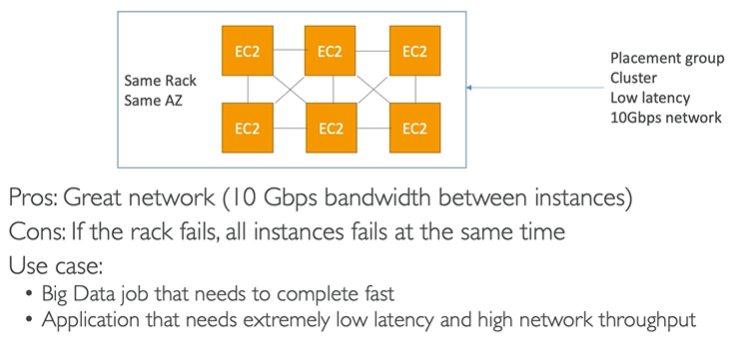 EC2 EC2 EC2
Same Rack
Same AZ
EC2 EC2 EC2
Placement group
Cluster
Low latency
10Gbps network
Pros: Great network (10 Gbps bandwidth between instances)
Cons: If the rack fails, all instances fails at the same time
Use case:
• Big Data job that needs to complete fast
• Application that needs extremely low latency and high network throughput